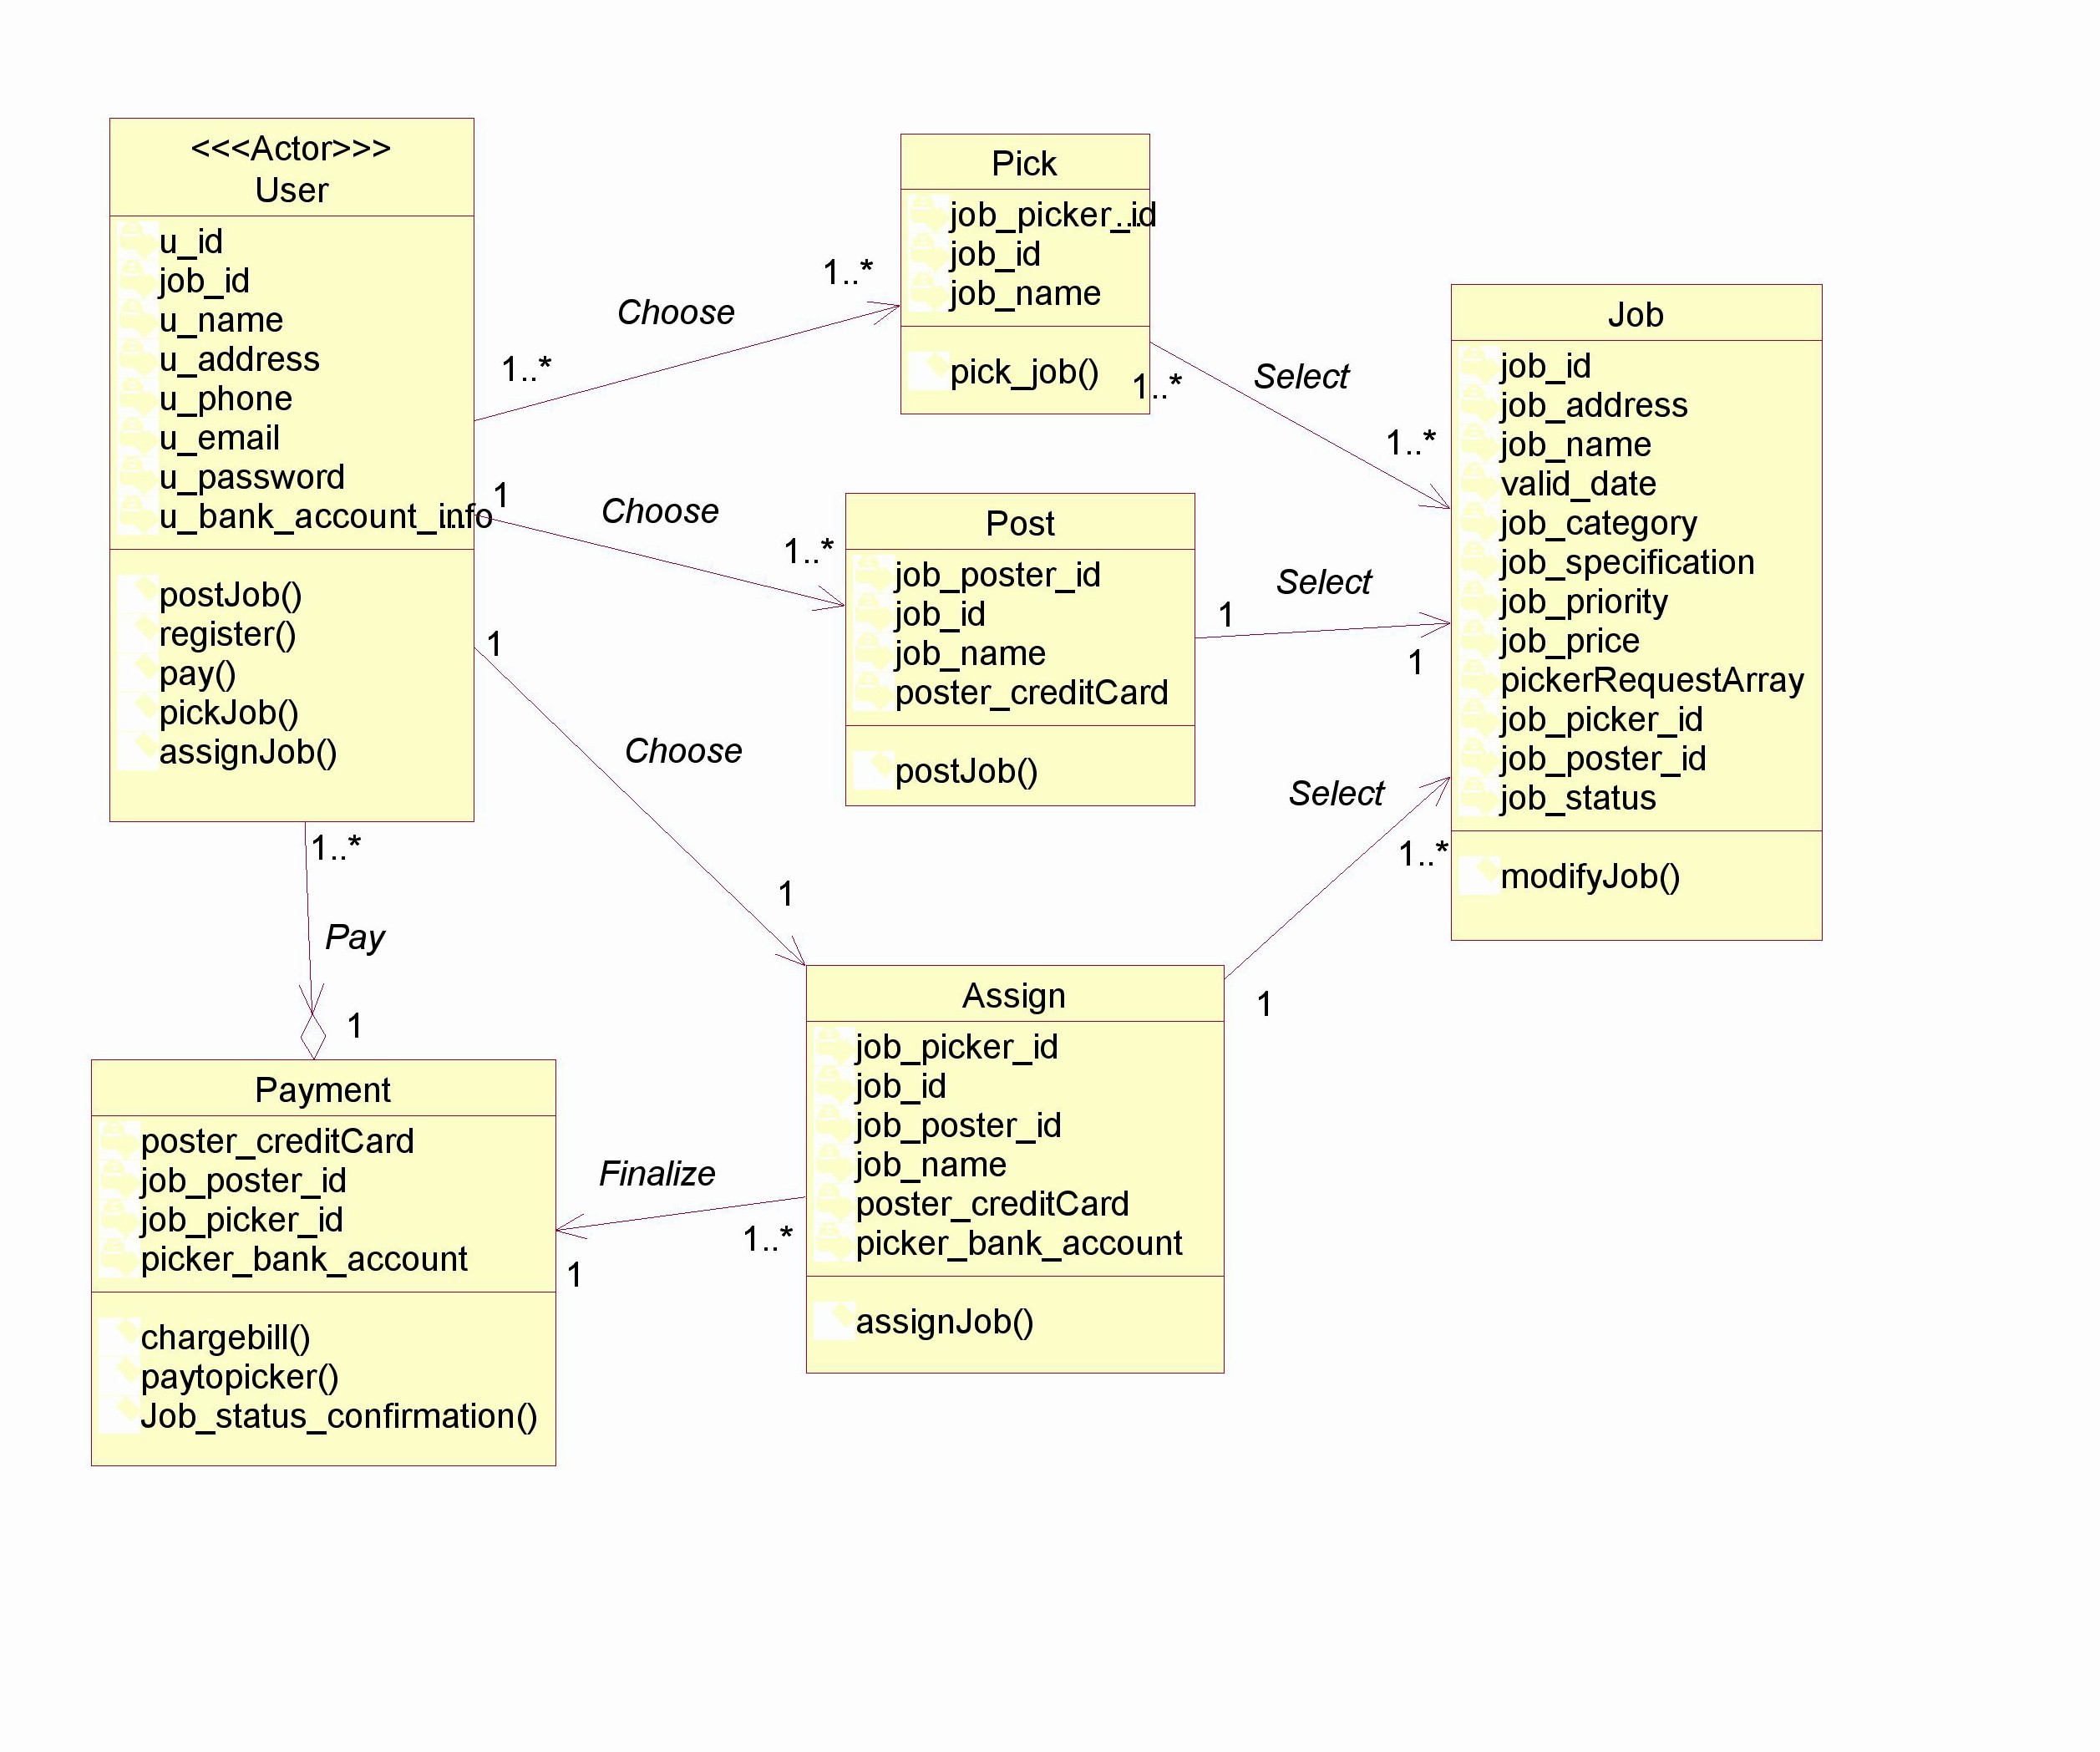 <<<Actor>>>
User
u_id
job_id
u_name
u_address
u_phone
u_email
u_password
u_bank_account_info
postJob()
register()
pay()
pickJob()
assignJob()
Choose
1..*
1..*
Pick
job_picker_id
job_id
job_name
pick_job()
1..*
Select
1..*
1
Choose
1..*
Post
job_poster_id
job_id
job_name
poster_creditCard
postJob()
1
Select
1
Job
job_id
job_address
job_name
valid_date
job_category
job_specification
job_priority
job_price
pickerRequestArray
job_picker_id
job_poster_id
job_status
modifyJob()
1
Choose
1
Select
1..*
1
1..*
Pay
1
Assign
job_picker_id
job_id
job_poster_id
job_name
poster_creditCard
picker_bank_account
assignJob()
Finalize
1..*
1
Payment
poster_creditCard
job_poster_id
job_picker_id
picker_bank_account
chargebill()
paytopicker()
Job_status_confirmation()